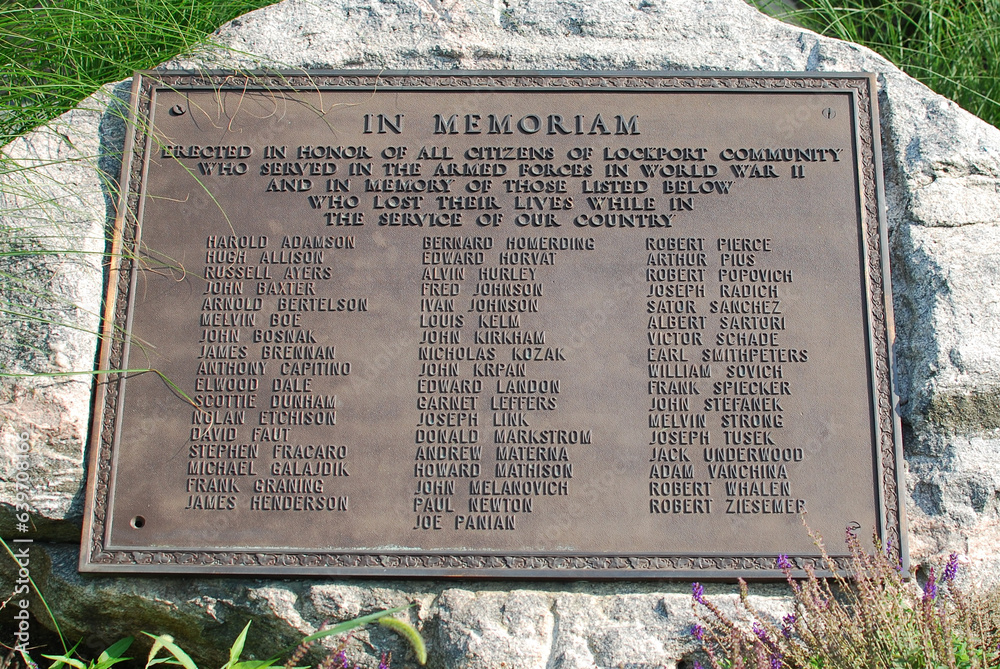 IN MEMORIAM
ERECTED IN HONOR OF ALL CITIZENS OF LOCKPORT COMMUNITY
WHO SERVED IN THE ARMED FORCES IN WORLD WAR II
AND IN MEMORY OF THOSE LISTED BELOW
WHO LOST THEIR LIVES WHILE IN
THE SERVICE OF OUR COUNTRY
HAROLD ADAMSON
HUGH ALLISON
RUSSELL AYERS
JOHN BAXTER
ARNOLD BERTELSON
MELVIN BOE
JOHN BOSNAK
JAMES BRENNAN
ANTHONY CAPITINO
ELWOOD DALE
SCOTTIE DUNHAM
NOLAN ETCHISON
DAVID FAUT
STEPHEN FRACARO
MICHAEL GALAJDIK
FRANK GRANING
JAMES HENDERSON
BERNARD HOMERDING
EDWARD HORVAT
ALVIN HURLEY
FRED JOHNSON
IVAN JOHNSON
LOUIS KELM
JOHN KIRKHAM
NICHOLAS KOZAK
JOHN KRPAN
EDWARD LANDON
GARNET LEFFERS
JOSEPH LINK
DONALD MARKSTROM
ANDREW MATERNA
HOWARD MATHISON
JOHN MELANOVICH
PAUL NEWTON
JOE PANIAN
ROBERT PIERCE
ARTHUR PIUS
ROBERT POPOVICH
JOSEPH RADICH
SATOR SANCHEZ
ALBERT SARTORI
VICTOR SCHADE
EARL SMITHPETERS
WILLIAM SOVICH
FRANK SPIECKER
JOHN STEFANEK
MELVIN STRONG
JOSEPH TUSEK
JACK UNDERWOOD
ADAM VANCHINA
ROBERT WHALEN
ROBERT ZIESEMER
Adobe Stock | #639708166